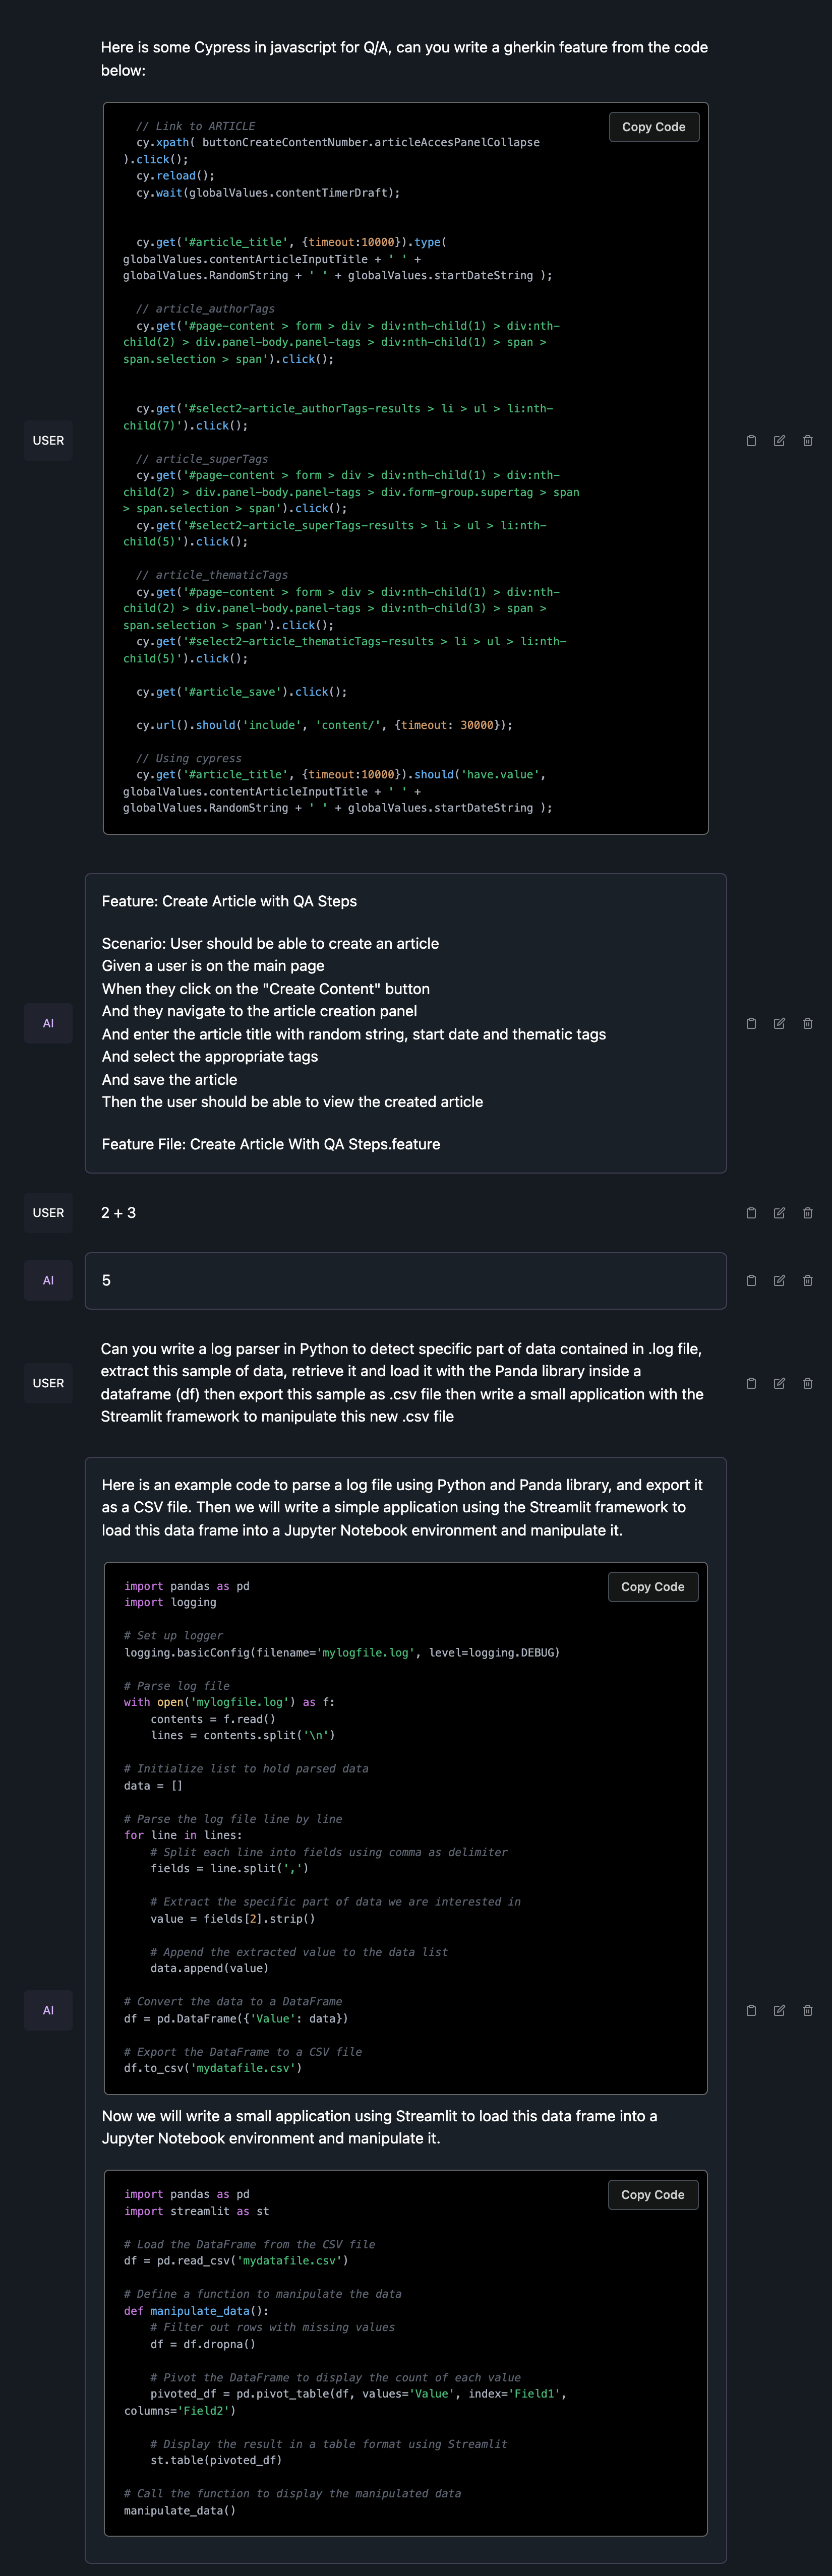 Here is some Cypress in javascript for Q/A, can you write a gherkin feature from the code
below:
Copy Code
// Link to ARTICLE
cy.xpath( buttonCreateContentNumber.articleAccesPanelCollapse
).click();
cy.reload();
cy.wait(globalValues.contentTimerDraft);
cy.get('#article_title', {timeout:10000}).type(
globalValues.contentArticleInputTitle + ' ' +
globalValues.RandomString + ' ' + globalValues.startDateString );
// article_authorTags
cy.get('#page-content > form > div > div:nth-child(1) > div:nth-
child(2) > div.panel-body.panel-tags > div:nth-child(1) > span >
span.selection > span').click();
cy.get('#select2-article_authorTags-results > li > ul > li:nth-
child(7)').click();
USER
// article_superTags
cy.get('#page-content > form > div > div:nth-child(1) > div:nth-
child(2) > div.panel-body.panel-tags > div.form-group.supertag > span
> span.selection > span').click();
cy.get('#select2-article_superTags-results > li > ul > li:nth-
child(5)').click();
// article_thematicTags
cy.get('#page-content > form > div > div:nth-child(1) > div:nth-
child(2) > div.panel-body.panel-tags > div:nth-child(3) > span >
span.selection > span').click();
cy.get('#select2-article_thematicTags-results > li > ul > li:nth-
child(5)').click();
cy.get('#article_save').click();
cy.url().should('include', 'content/', {timeout: 30000});
// Using cypress
cy.get('#article_title', {timeout:10000}).should('have.value',
globalValues.contentArticleInputTitle + ' ' +
globalValues.RandomString + ' ' + globalValues.startDateString );
Feature: Create Article with QA Steps
Scenario: User should be able to create an article
Given a user is on the main page
When they click on the "Create Content" button
And they navigate to the article creation panel
AI
And enter the article title with random string, start date and thematic tags
And select the appropriate tags
And save the article
Then the user should be able to view the created article
Feature File: Create Article With QA Steps.feature
USER
2 + 3
AI
5
Can you write a log parser in Python to detect specific part of data contained in .log file,
extract this sample of data, retrieve it and load it with the Panda library inside a
USER
dataframe (df) then export this sample as .csv file then write a small application with the
Streamlit framework to manipulate this new .csv file
Here is an example code to parse a log file using Python and Panda library, and export it
as a CSV file. Then we will write a simple application using the Streamlit framework to
load this data frame into a Jupyter Notebook environment and manipulate it.
Copy Code
import pandas as pd
import logging
# Set up logger
logging.basicConfig(filename='mylogfile.log', level=logging.DEBUG)
# Parse log file
with open('mylogfile.log') as f:
contents = f.read()
lines = contents.split('\n')
# Initialize list to hold parsed data
data = []
# Parse the log file line by line
for line in lines:
# Split each line into fields using comma as delimiter
fields = line.split(',')
# Extract the specific part of data we are interested in
value = fields[2].strip()
# Append the extracted value to the data list
data.append(value)
AI
# Convert the data to a DataFrame
df = pd.DataFrame({'Value': data})
# Export the DataFrame to a CSV file
df.to_csv('mydatafile.csv')
Now we will write a small application using Streamlit to load this data frame into a
Jupyter Notebook environment and manipulate it.
Copy Code
import pandas as pd
import streamlit as st
# Load the DataFrame from the CSV file
df = pd.read_csv('mydatafile.csv')
# Define a function to manipulate the data
def manipulate_data():
# Filter out rows with missing values
df = df.dropna()
# Pivot the DataFrame to display the count of each value
pivoted_df = pd.pivot_table(df, values='Value', index='Field1',
columns='Field2')
# Display the result in a table format using Streamlit
st.table(pivoted_df)
# Call the function to display the manipulated data
manipulate_data()